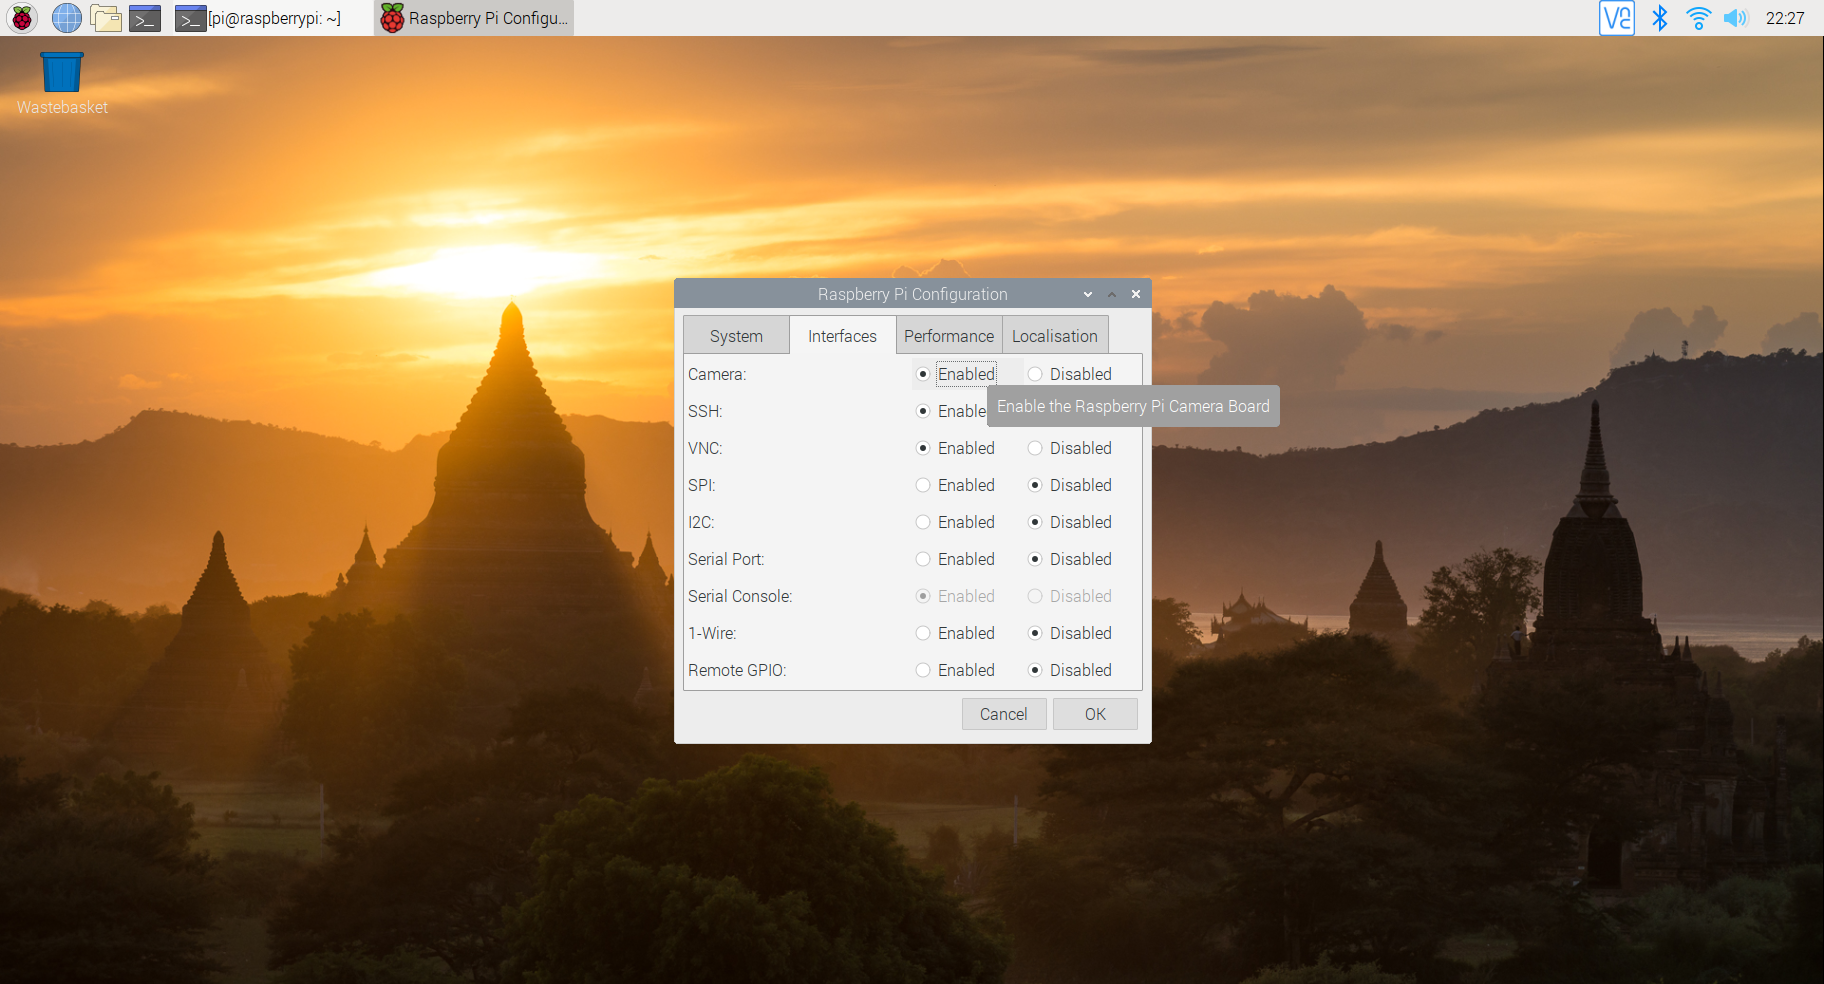 [pi@raspberrypi: ~]
Raspberry Pi Configu...
22:27
Wastebasket
Raspberry Pi Configuration
System Interfaces Performance Localisation
Camera: Enabled Disabled
Enable the Raspberry Pi Camera Board
SSH: Enable
VNC: Enabled Disabled
SPI: Enabled Disabled
I2C: Enabled Disabled
Serial Port: Enabled Disabled
Serial Console: Enabled Disabled
1-Wire: Enabled Disabled
Remote GPIO: Enabled Disabled
Cancel OK